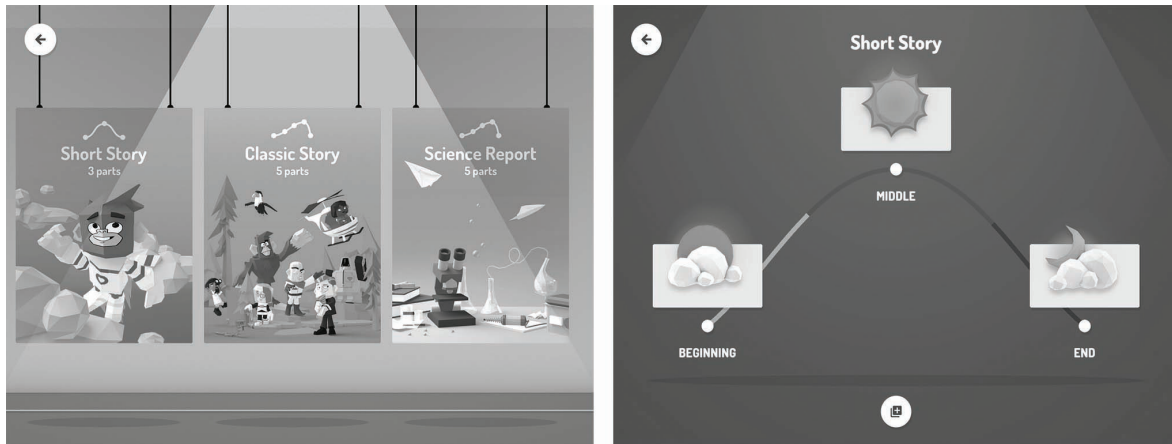 Short Story
3 parts
Classic Story
5 parts
Science Report
5 parts
Short Story
MIDDLE
BEGINNING
END